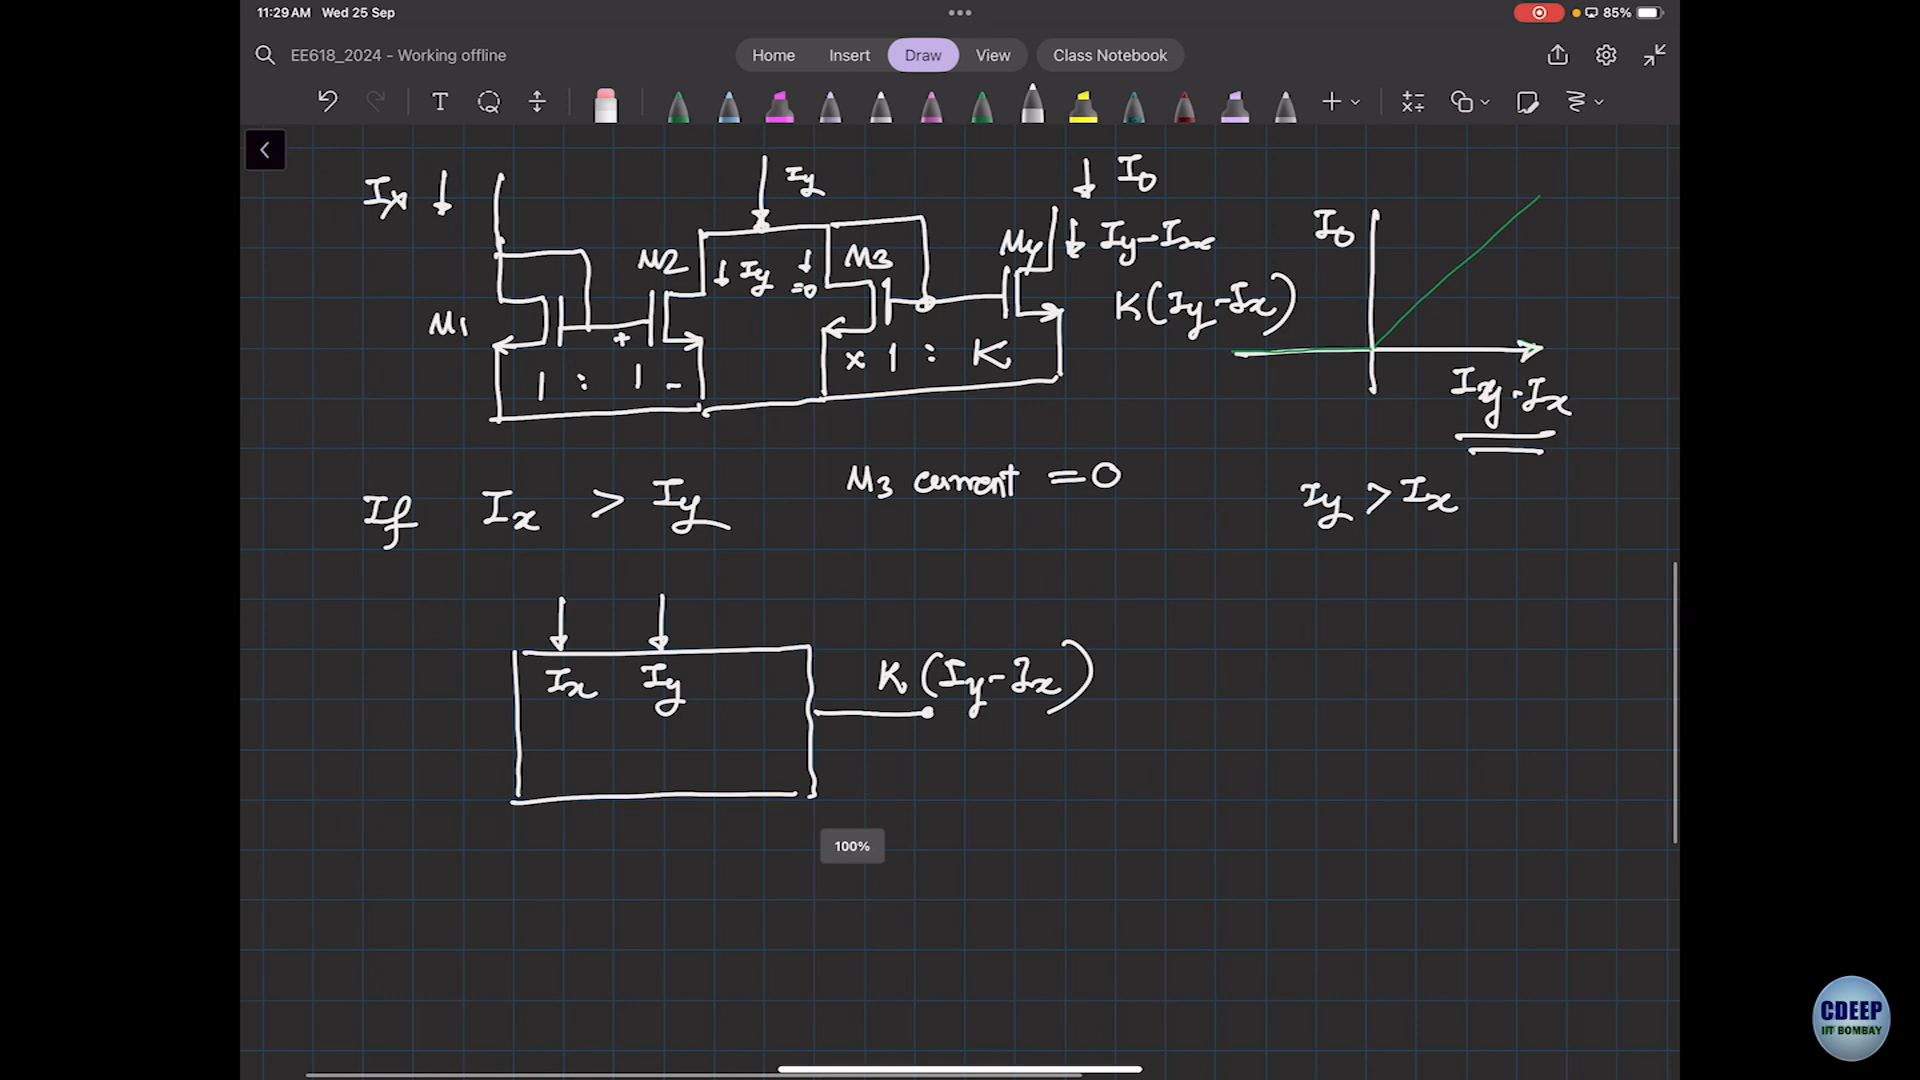 11:29 AM Wed 25 Sep
85%
EE618_2024 - Working offline
Home Insert Draw View Class Notebook
Ix
Iy
Io
M1
M2
Iy
=0
M3
My
Iy-Ix
K(Iy-Ix)
+
1 : 1 -
x 1 : K
Io
Ixy-Ix
If Ix > Iy
M3 current =0
Iy > Ix
Ix Iy
K(Iy-Ix)
100%
CDEEP
IIT BOMBAY